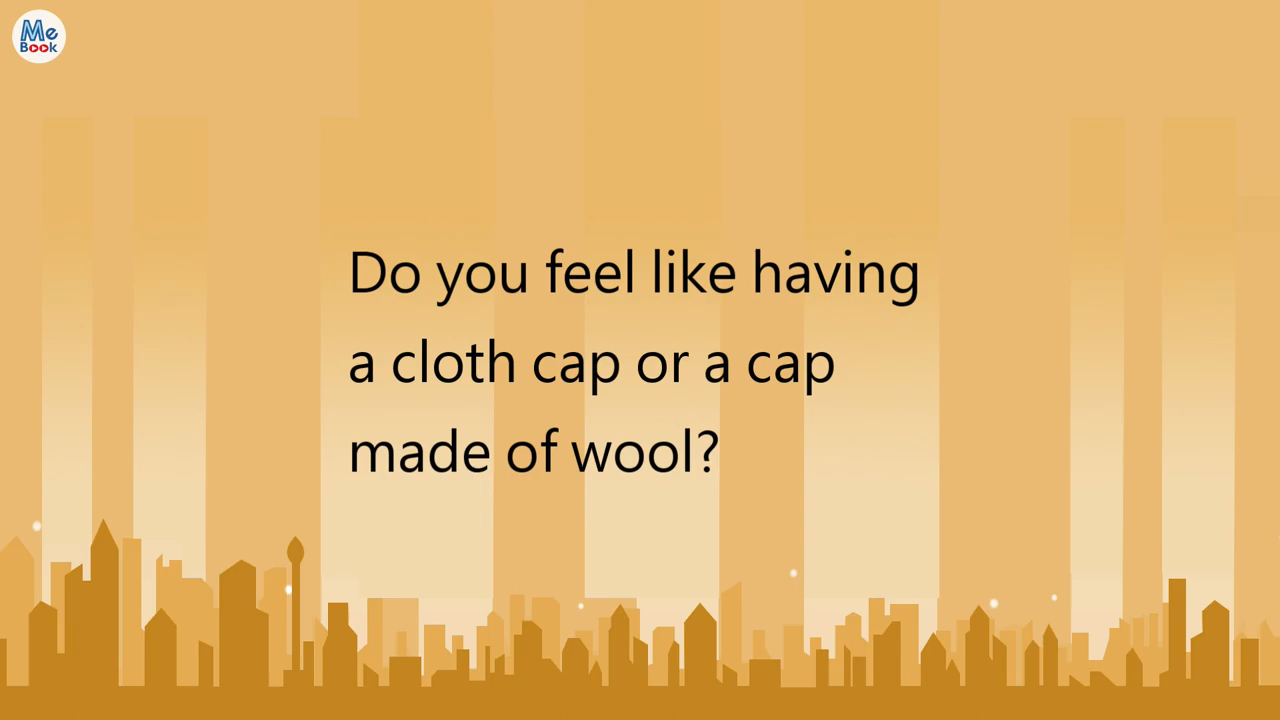 Me
Book
Do you feel like having
a cloth cap or a cap
made of wool?